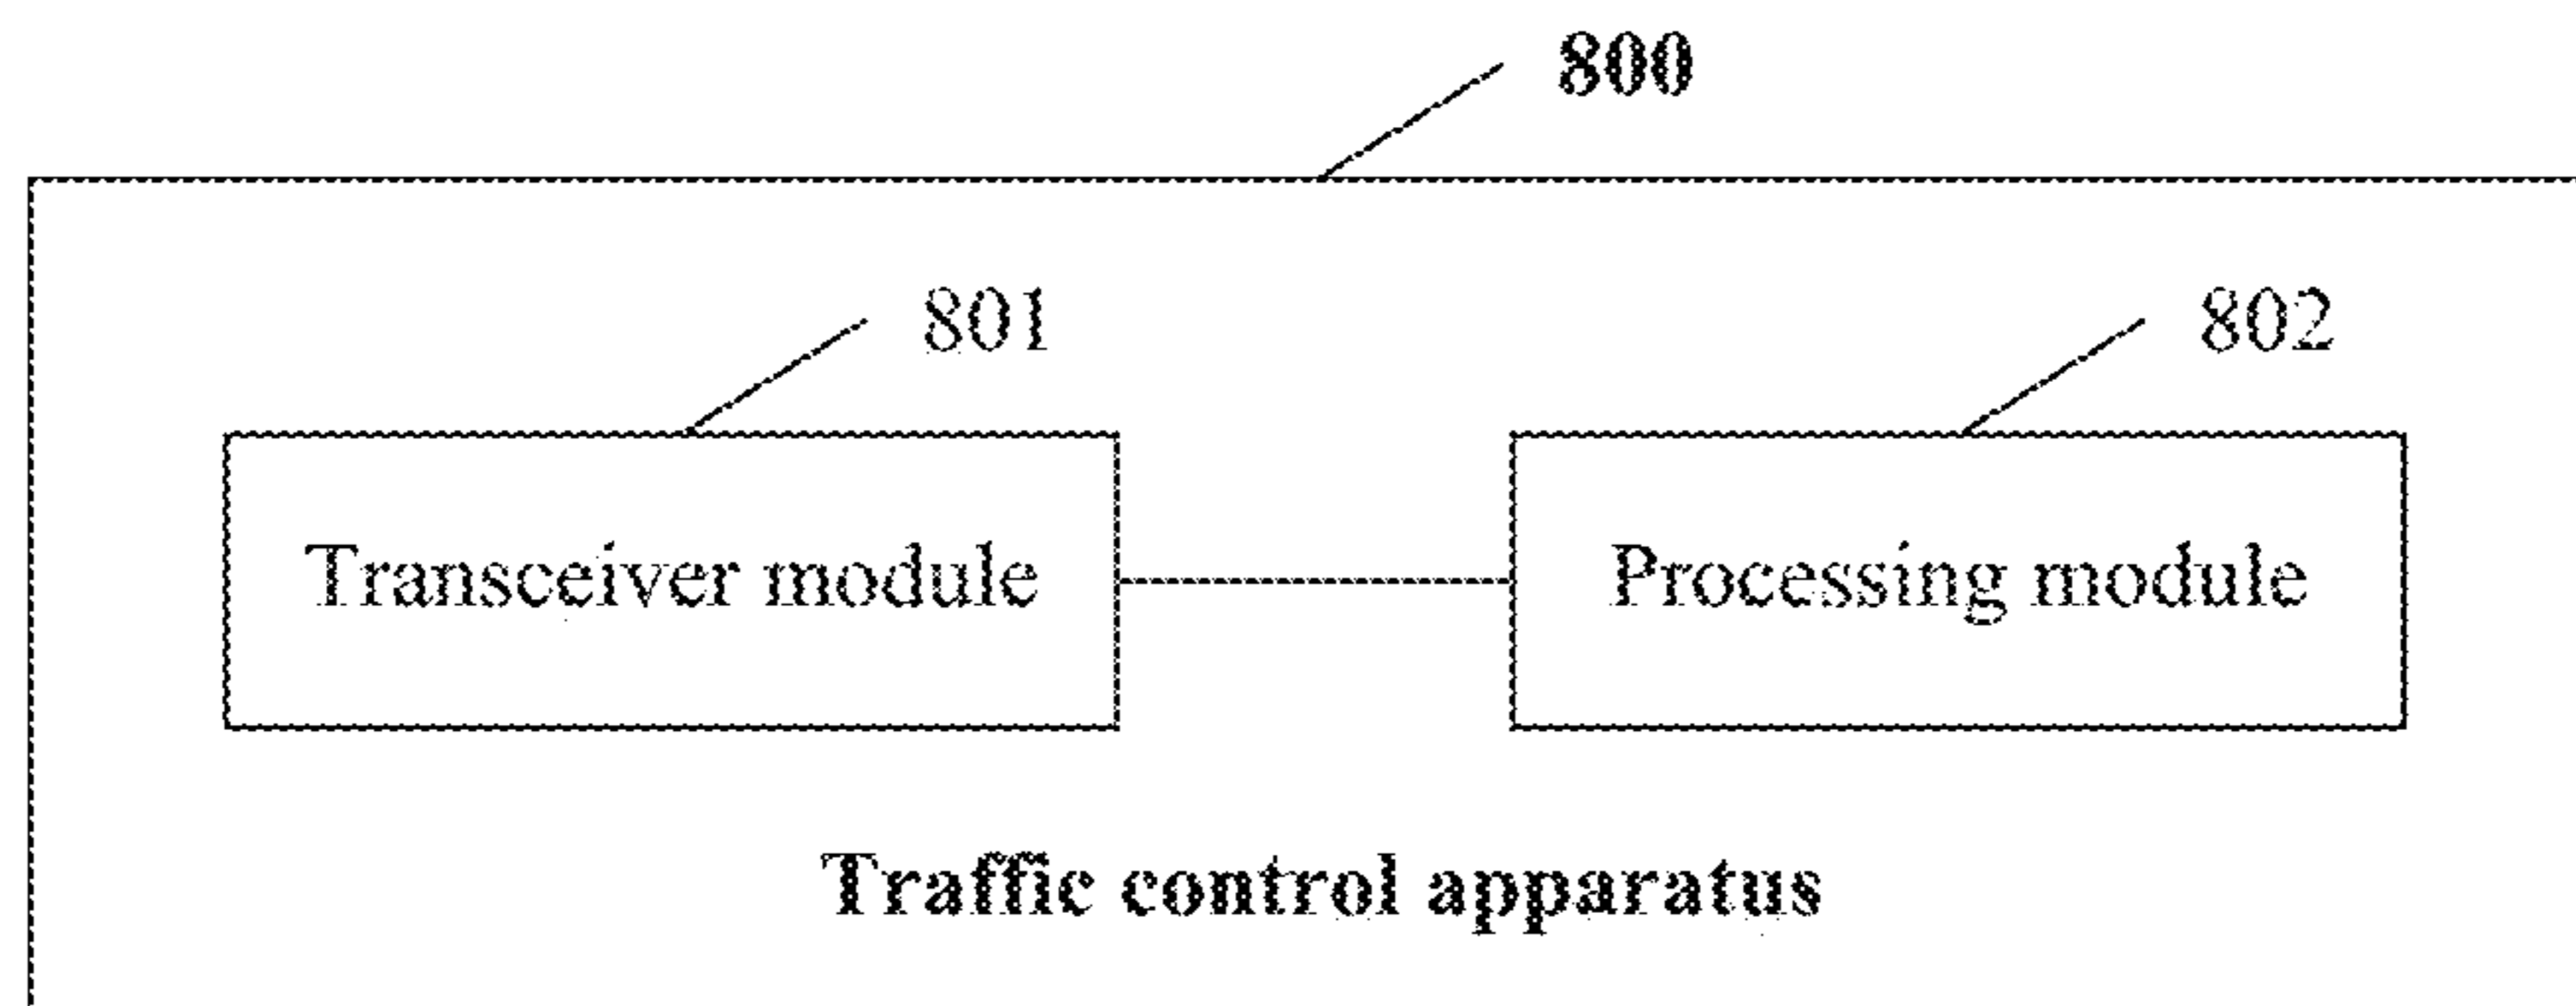 800
801
802
Transceiver module
Processing module
Traffic control apparatus